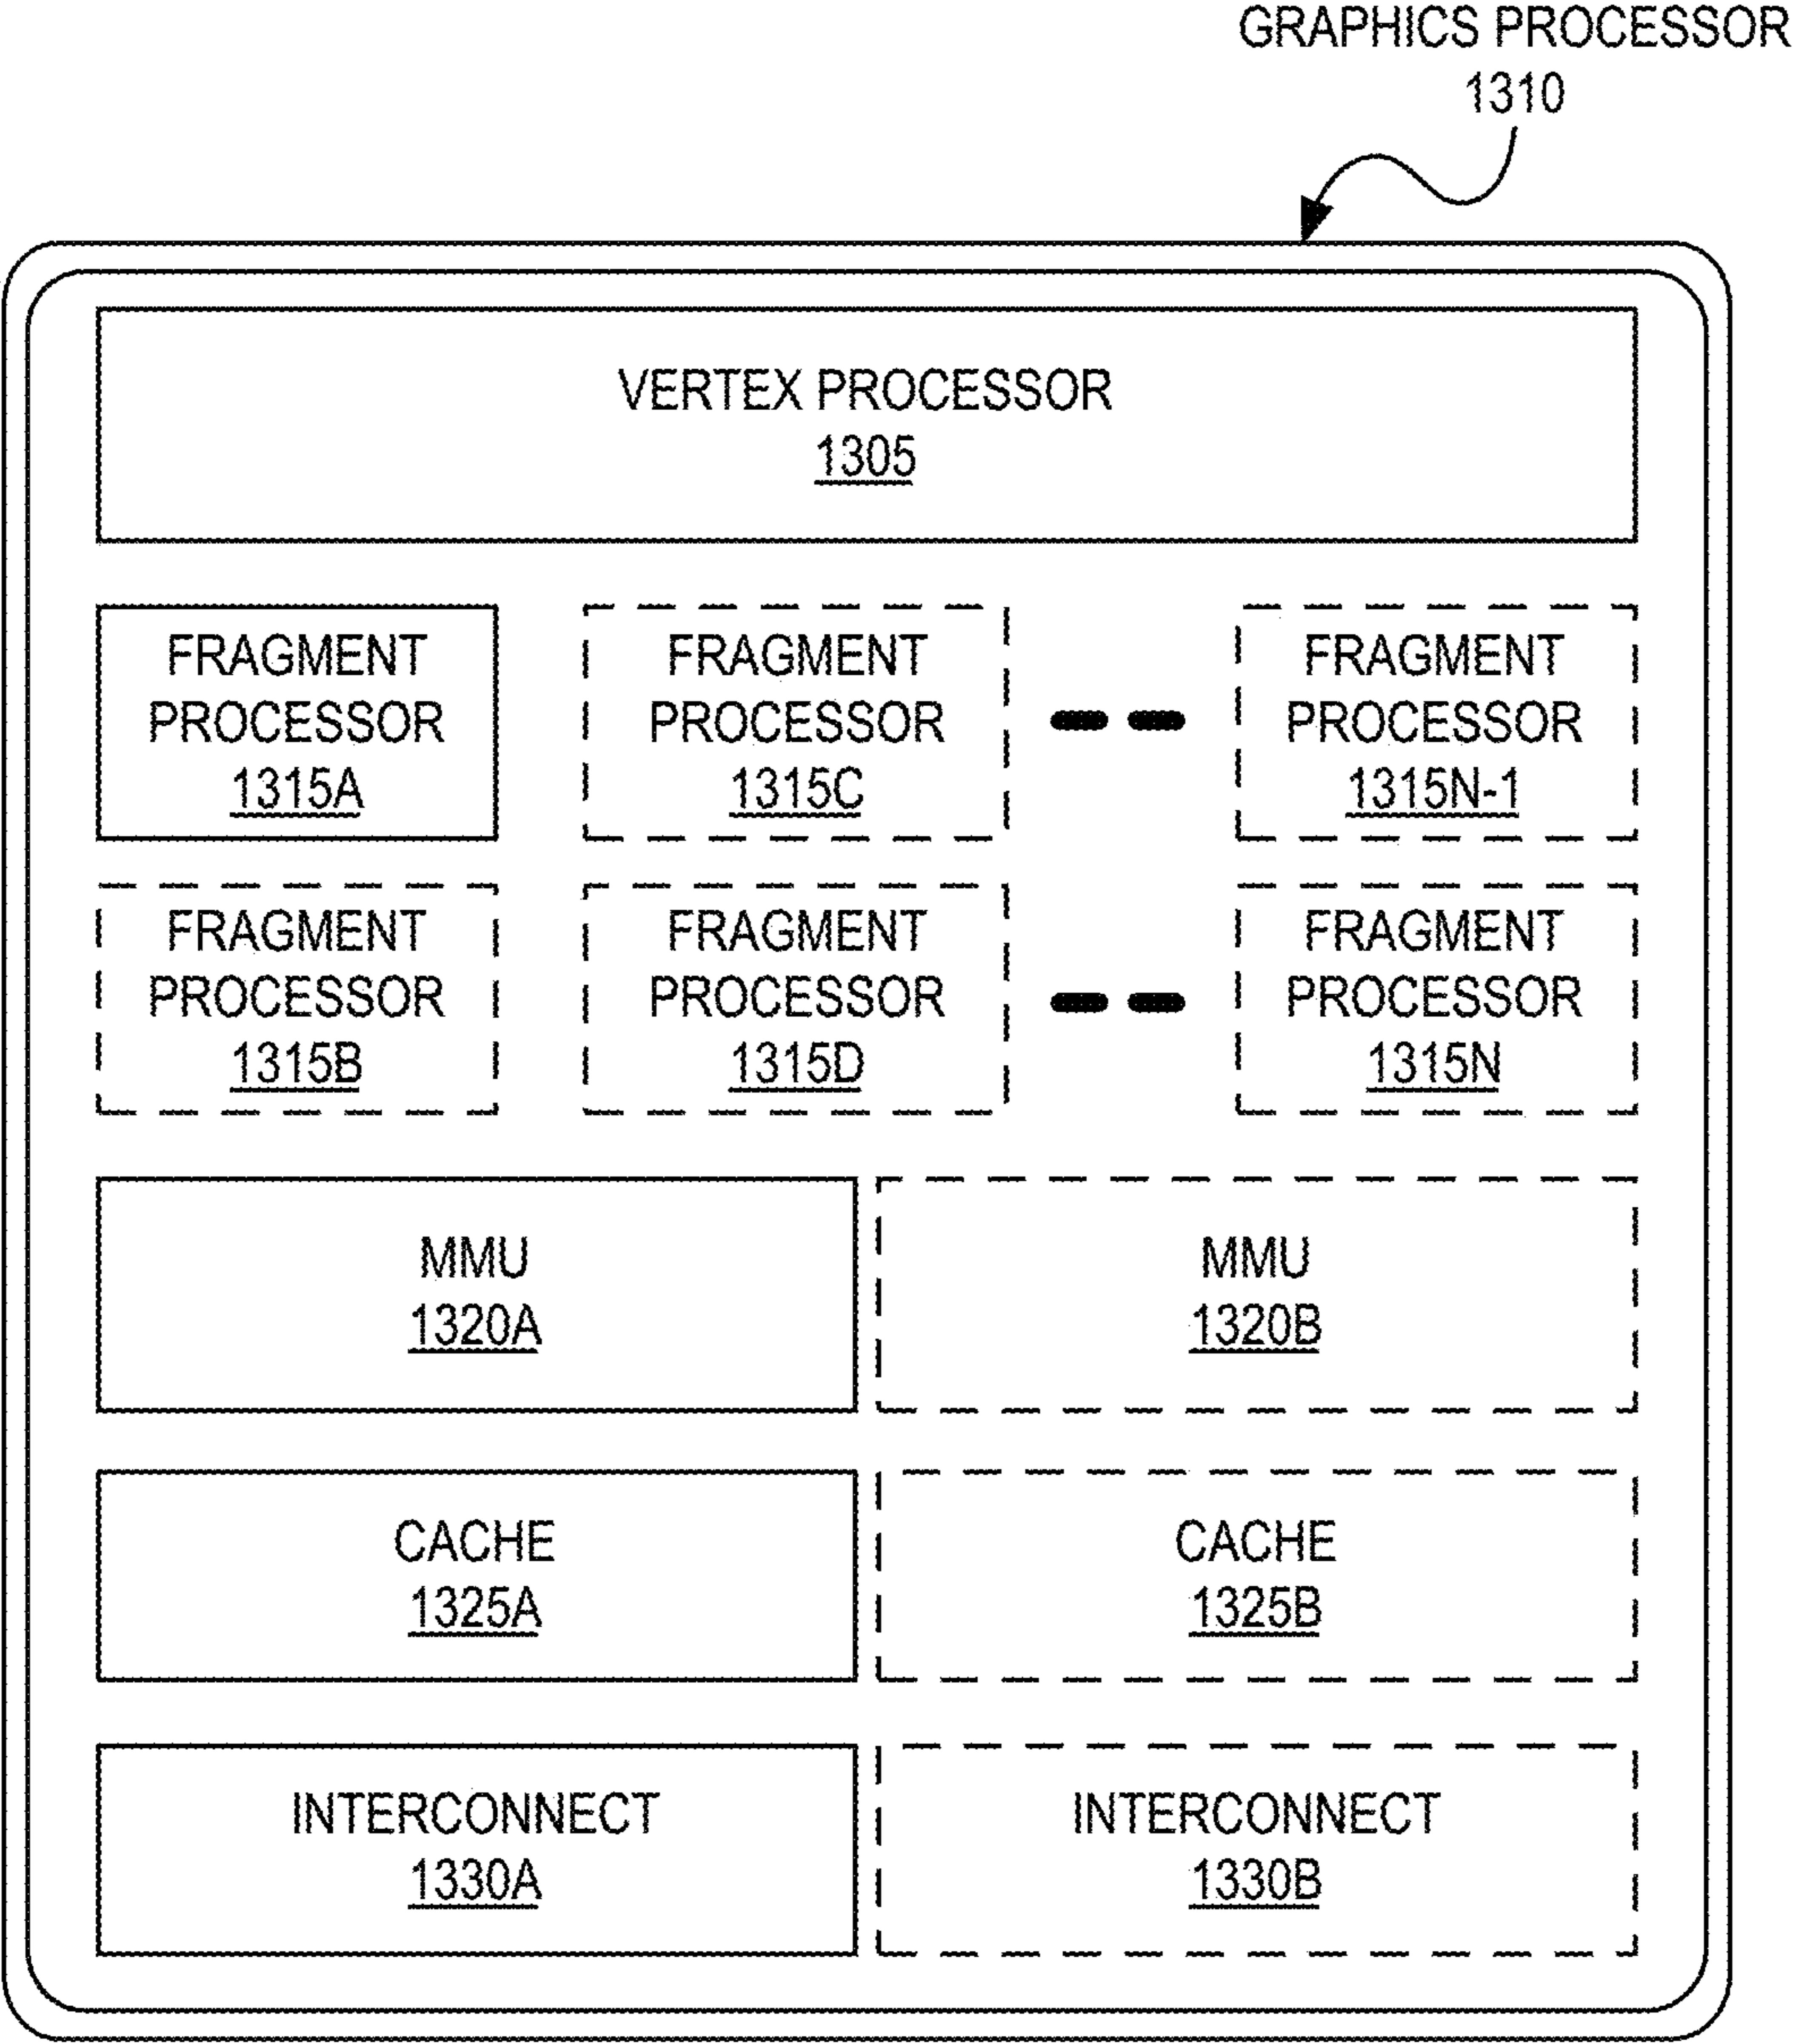 GRAPHICS PROCESSOR
1310
VERTEX PROCESSOR
1305
FRAGMENT
PROCESSOR
1315A
FRAGMENT
PROCESSOR
1315C
FRAGMENT
PROCESSOR
1315N-1
FRAGMENT
PROCESSOR
1315B
FRAGMENT
PROCESSOR
1315D
FRAGMENT
PROCESSOR
1315N
MMU
1320A
MMU
1320B
CACHE
1325A
CACHE
1325B
INTERCONNECT
1330A
INTERCONNECT
1330B